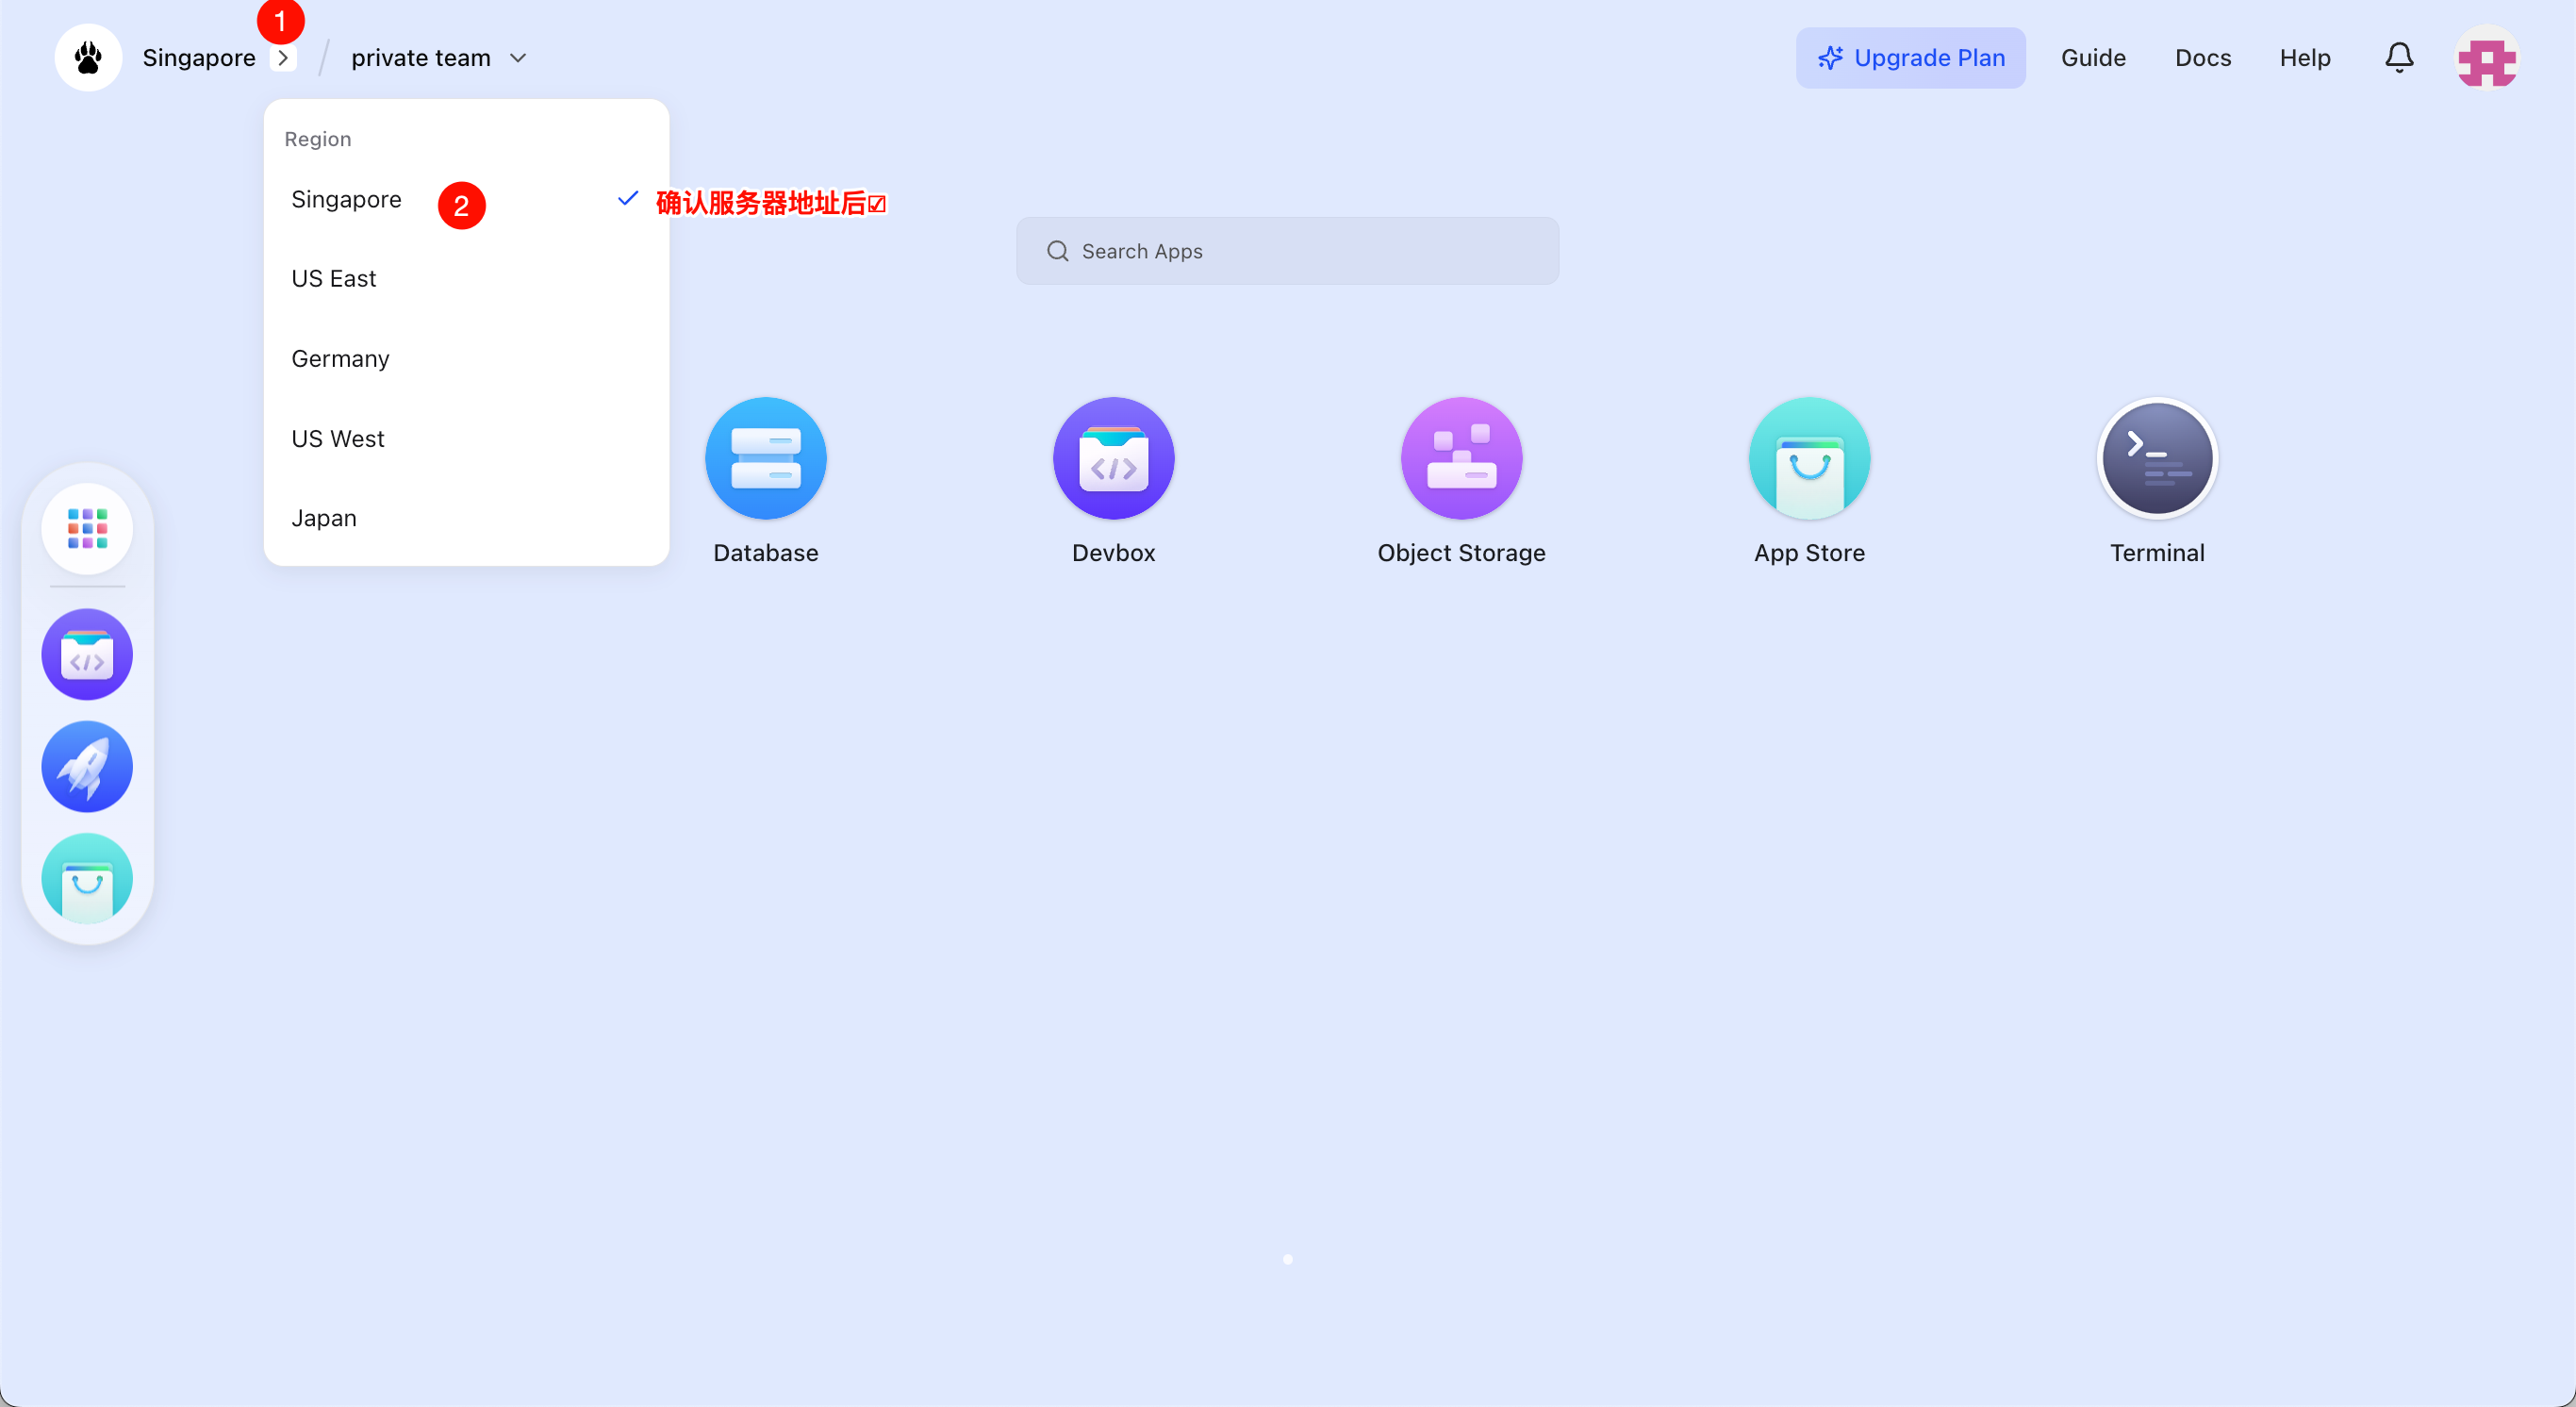 1
Singapore
private team
Upgrade Plan
Guide
Docs
Help
Region
Singapore
2
确认服务器地址后☑
US East
Germany
US West
Japan
Search Apps
Database
Devbox
Object Storage
App Store
Terminal